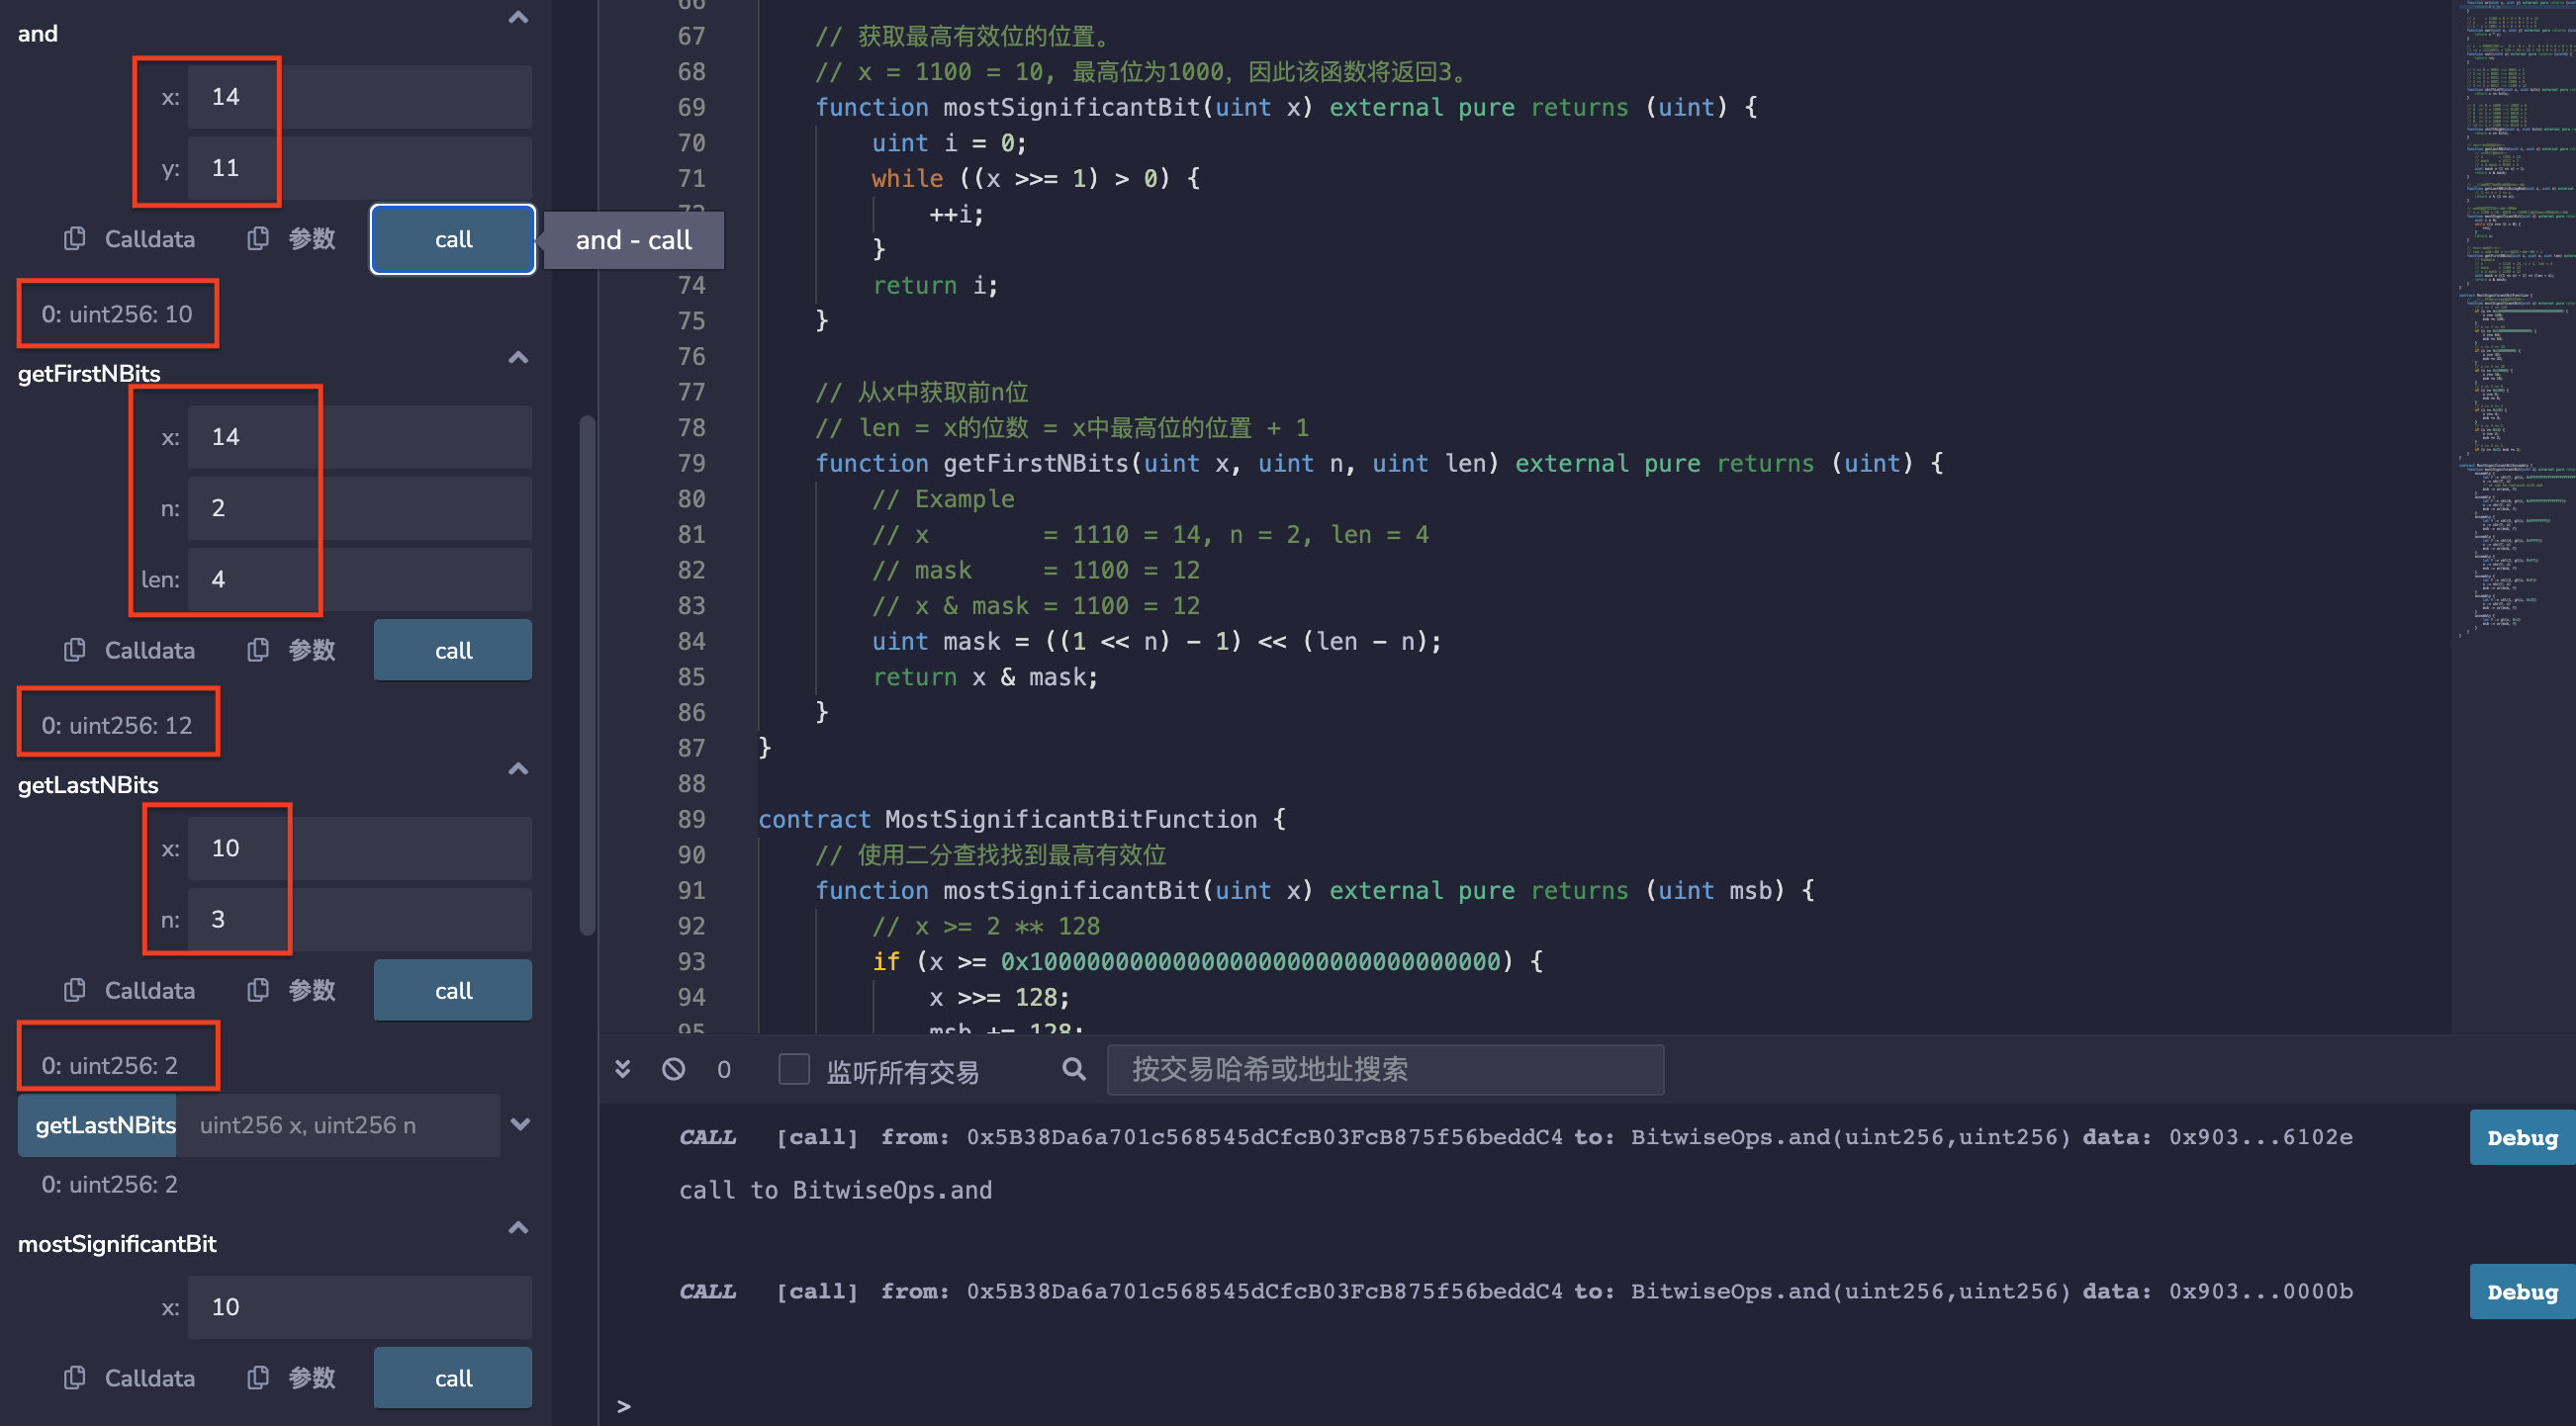 and
x: 14
y: 11
Calldata 参数 call
and - call
0: uint256: 10
getFirstNBits
x: 14
n: 2
len: 4
Calldata 参数 call
0: uint256: 12
getLastNBits
x: 10
n: 3
Calldata 参数 call
0: uint256: 2
getLastNBits uint256 x, uint256 n
0: uint256: 2
mostSignificantBit
x: 10
Calldata 参数 call
66
67 // 获取最高有效位的位置。
68 // x = 1100 = 10, 最高位为1000，因此该函数将返回3。
69 function mostSignificantBit(uint x) external pure returns (uint) {
70 uint i = 0;
71 while ((x >>= 1) > 0) {
72 ++i;
}
74 return i;
75 }
76
77 // 从x中获取前n位
78 // len = x的位数 = x中最高位的位置 + 1
79 function getFirstNBits(uint x, uint n, uint len) external pure returns (uint) {
80 // Example
81 // x = 1110 = 14, n = 2, len = 4
82 // mask = 1100 = 12
83 // x & mask = 1100 = 12
84 uint mask = ((1 << n) - 1) << (len - n);
85 return x & mask;
86 }
87 }
88
89 contract MostSignificantBitFunction {
90 // 使用二分查找找到最高有效位
91 function mostSignificantBit(uint x) external pure returns (uint msb) {
92 // x >= 2 ** 128
93 if (x >= 0x100000000000000000000000000000000) {
94 x >>= 128;
95 msb += 128;
0 监听所有交易 按交易哈希或地址搜索
CALL [call] from: 0x5B38Da6a701c568545dCfcB03FcB875f56beddC4 to: BitwiseOps.and(uint256,uint256) data: 0x903...6102e Debug
call to BitwiseOps.and
CALL [call] from: 0x5B38Da6a701c568545dCfcB03FcB875f56beddC4 to: BitwiseOps.and(uint256,uint256) data: 0x903...0000b Debug
>